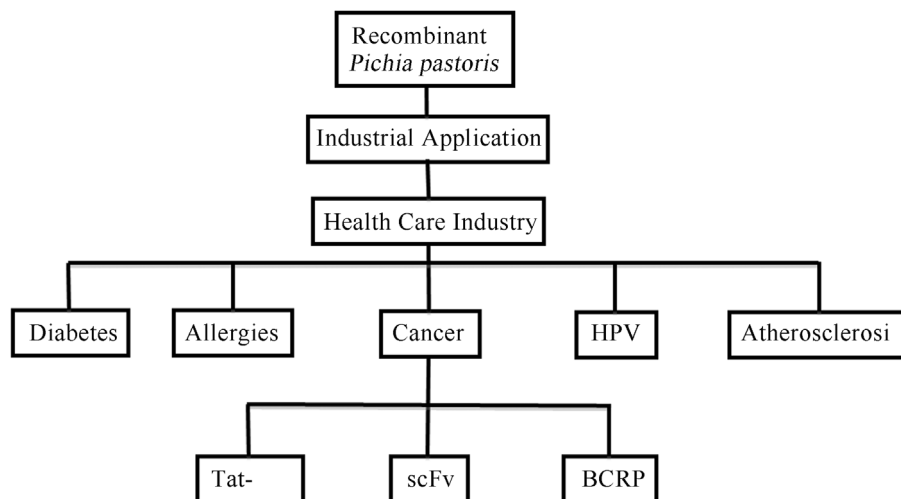 Recombinant
Pichia pastoris
Industrial Application
Health Care Industry
Diabetes
Allergies
Cancer
HPV
Atherosclerosi
Tat-
scFv
BCRP